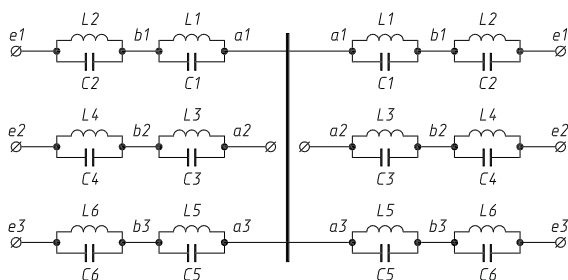 e1 L2 b1 L1 a1 a1 L1 b1 L2 e1
C2 C1 C1 C2
e2 L4 b2 L3 a2 a2 L3 b2 L4 e2
C4 C3 C3 C4
e3 L6 b3 L5 a3 a3 L5 b3 L6 e3
C6 C5 C5 C6